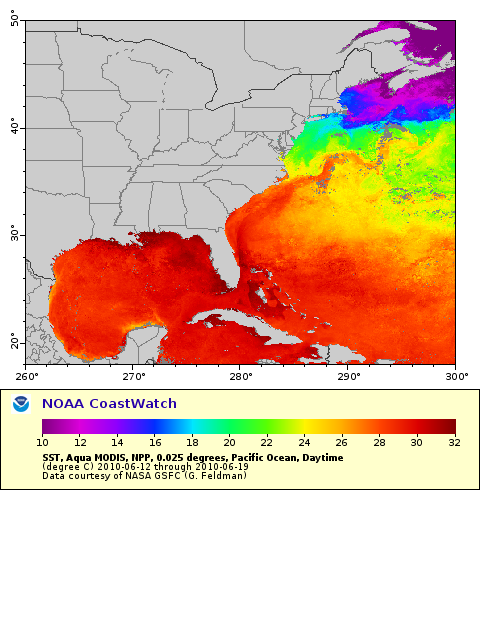 50°
40°
30°
20°
260° 270° 280° 290° 300°
NOAA CoastWatch
10 12 14 16 18 20 22 24 26 28 30 32
SST, Aqua MODIS, NPP, 0.025 degrees, Pacific Ocean, Daytime
(degree C) 2010-06-12 through 2010-06-19
Data courtesy of NASA GSFC (G. Feldman)